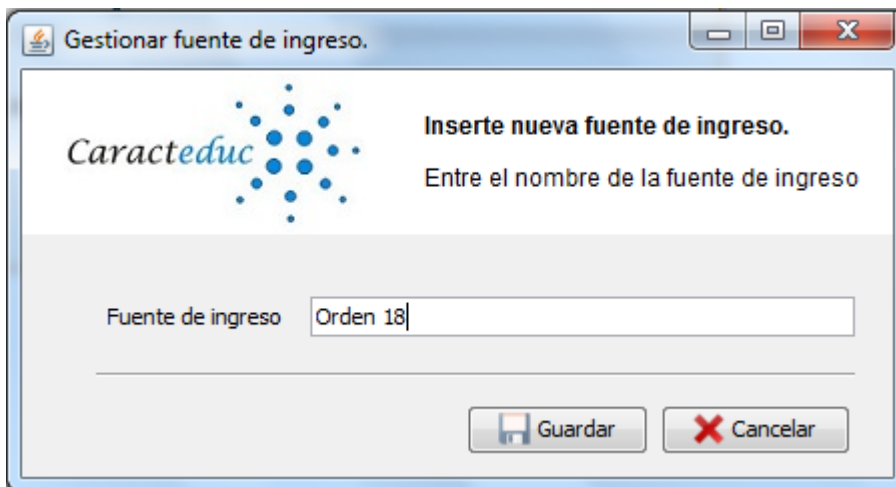 Gestionar fuente de ingreso.
Caracteduc
Inserte nueva fuente de ingreso.
Entre el nombre de la fuente de ingreso
Fuente de ingreso Orden 18
Guardar Cancelar